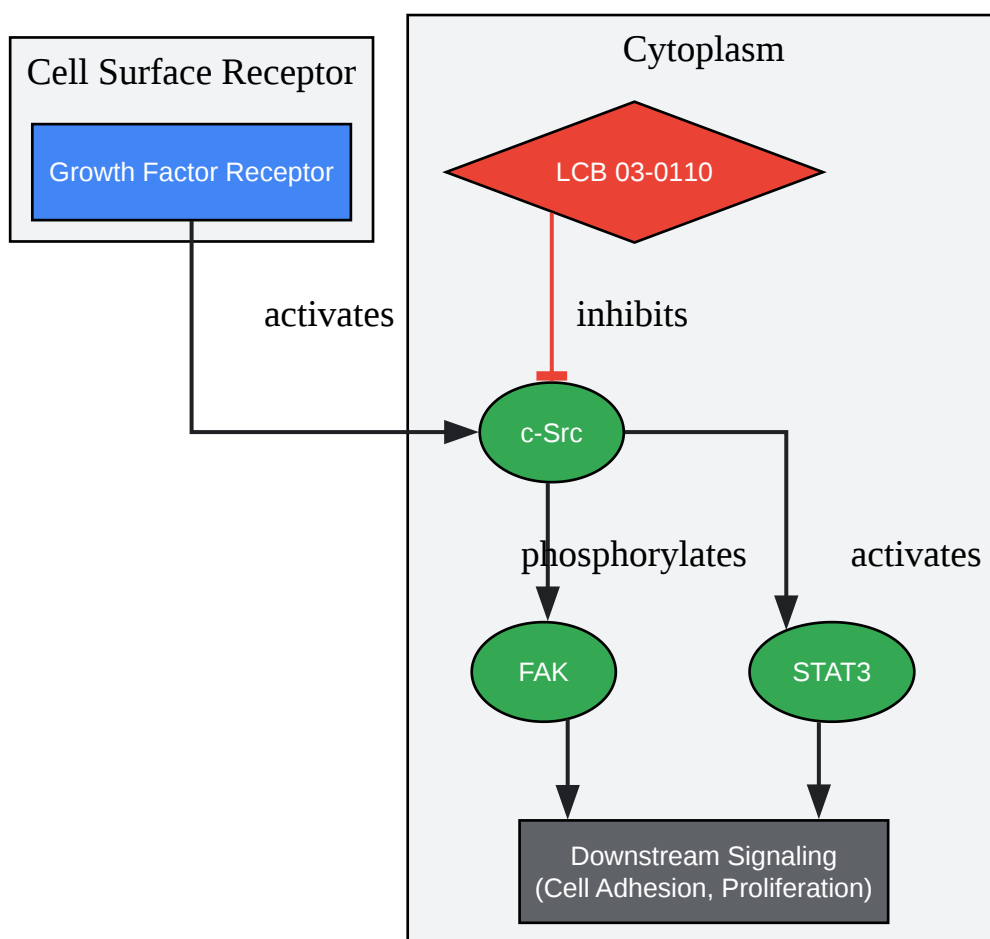 Cell Surface Receptor
Growth Factor Receptor
Cytoplasm
LCB 03-0110
activates
inhibits
c-Src
phosphorylates
activates
FAK
STAT3
Downstream Signaling
(Cell Adhesion, Proliferation)